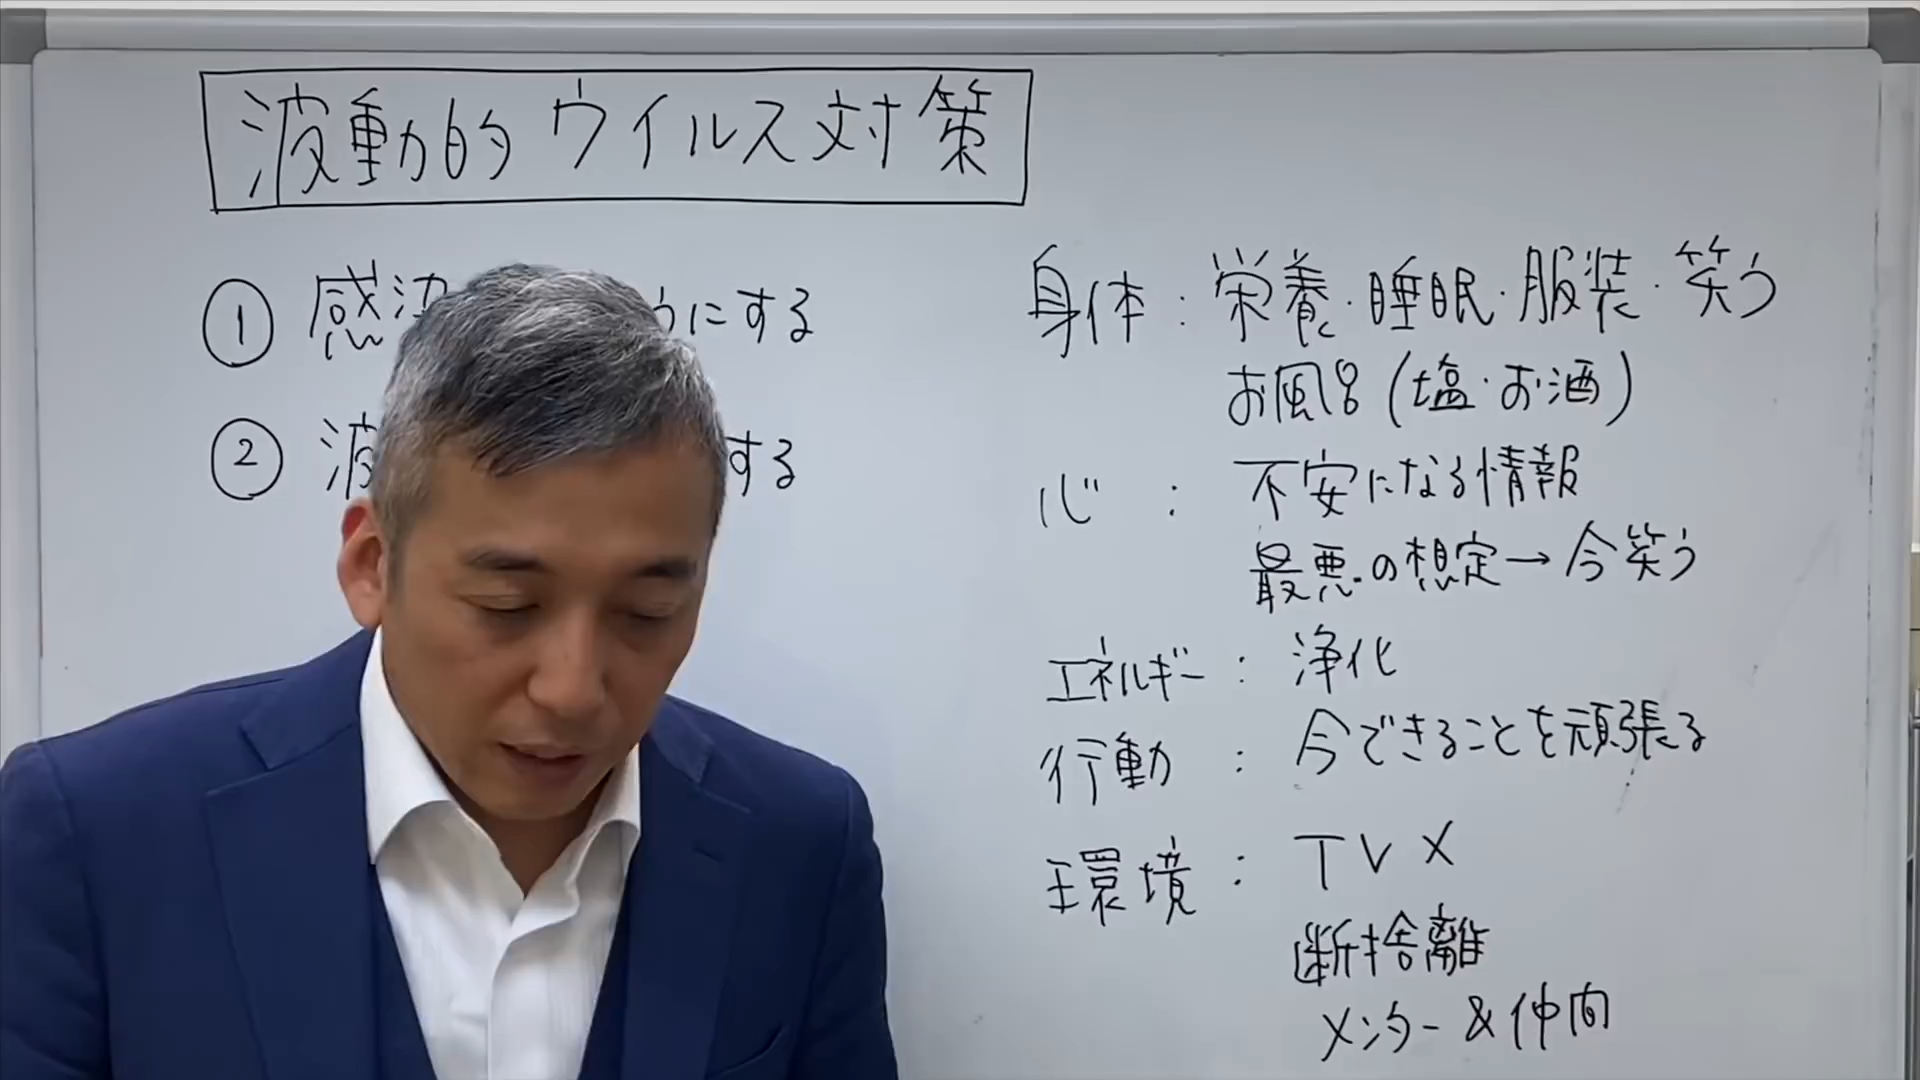 波動的ウイルス対策
① 感染 うにする
② 波 する
身体：栄養・睡眠・服装・笑う
お風呂（塩・お酒）
心：不安になる情報
最悪の想定→今笑う
エネルギー：浄化
行動：今できることを頑張る
環境：TV×
断捨離
メンター＆仲間